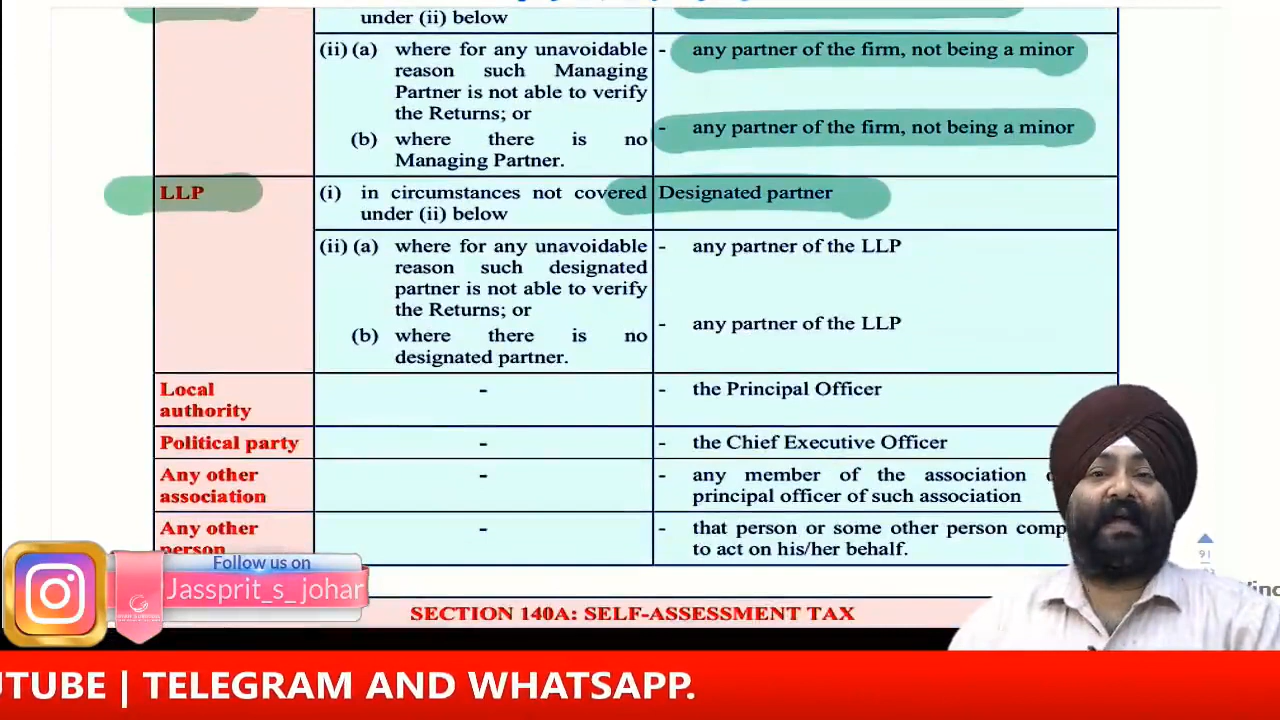 under (ii) below
(ii) (a) where for any unavoidable
reason such Managing
Partner is not able to verify
the Returns; or
(b) where there is no
Managing Partner.
- any partner of the firm, not being a minor
- any partner of the firm, not being a minor
LLP
(i) in circumstances not covered
under (ii) below
Designated partner
(ii) (a) where for any unavoidable
reason such designated
partner is not able to verify
the Returns; or
(b) where there is no
designated partner.
- any partner of the LLP
- any partner of the LLP
Local
authority
-
- the Principal Officer
Political party
-
- the Chief Executive Officer
Any other
association
-
- any member of the association
principal officer of such association
Any other
person
-
- that person or some other person comp
to act on his/her behalf.
91
Follow us on
Jassprit_s_johar
SECTION 140A: SELF-ASSESSMENT TAX
UTUBE | TELEGRAM AND WHATSAPP.